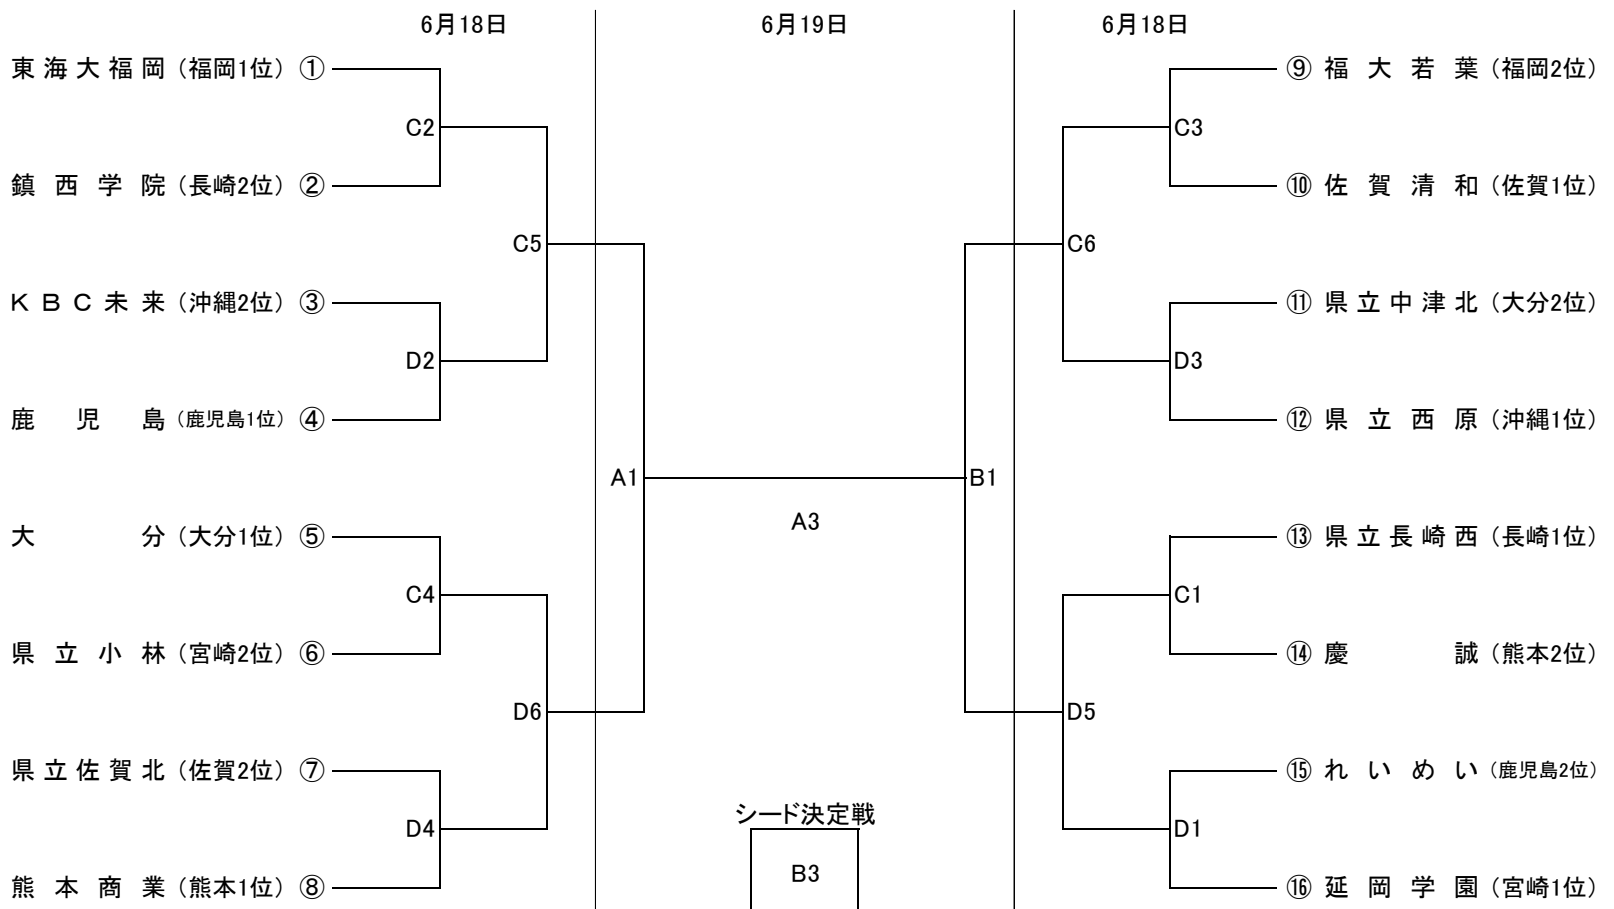 6月18日 6月19日 6月18日
東海大福岡（福岡1位）① ⑨ 福大若葉（福岡2位）
C2 C3
鎮西学院（長崎2位）② ⑩ 佐賀清和（佐賀1位）
C5 C6
ＫＢＣ未来（沖縄2位）③ ⑪ 県立中津北（大分2位）
D2 D3
鹿児島（鹿児島1位）④ ⑫ 県立西原（沖縄1位）
A1 B1
A3
大分（大分1位）⑤ ⑬ 県立長崎西（長崎1位）
C4 C1
県立小林（宮崎2位）⑥ ⑭ 慶誠（熊本2位）
D6 D5
県立佐賀北（佐賀2位）⑦ ⑮ れいめい（鹿児島2位）
シード決定戦
D4 D1
B3
熊本商業（熊本1位）⑧ ⑯ 延岡学園（宮崎1位）